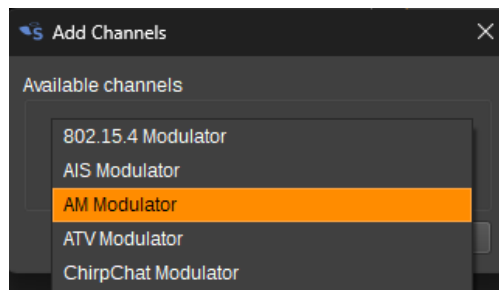 S Add Channels
Available channels
802.15.4 Modulator
AIS Modulator
AM Modulator
ATV Modulator
ChirpChat Modulator